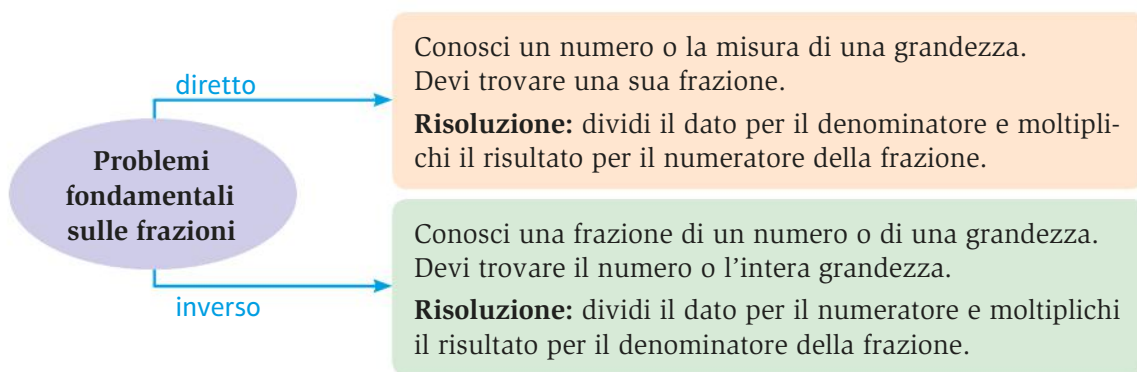 Problemi
fondamentali
sulle frazioni
diretto
Conosci un numero o la misura di una grandezza.
Devi trovare una sua frazione.
Risoluzione: dividi il dato per il denominatore e moltipli-
chi il risultato per il numeratore della frazione.
inverso
Conosci una frazione di un numero o di una grandezza.
Devi trovare il numero o l’intera grandezza.
Risoluzione: dividi il dato per il numeratore e moltiplichi
il risultato per il denominatore della frazione.